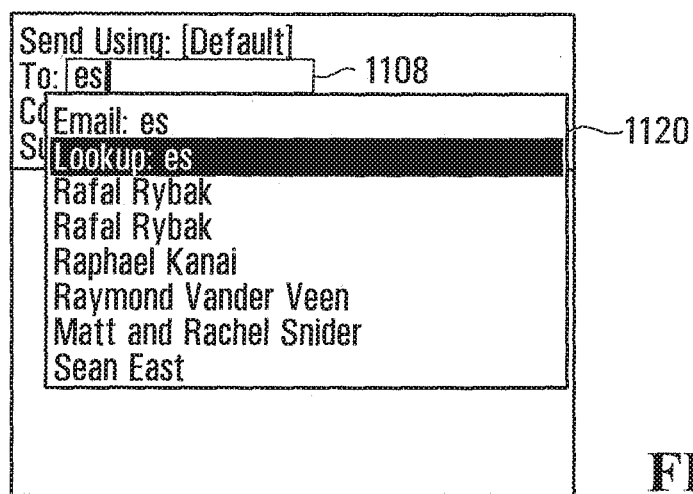 Send Using: [Default]
To: es
1108
Email: es
1120
Lookup: es
Rafal Rybak
Rafal Rybak
Raphael Kanai
Raymond Vander Veen
Matt and Rachel Snider
Sean East